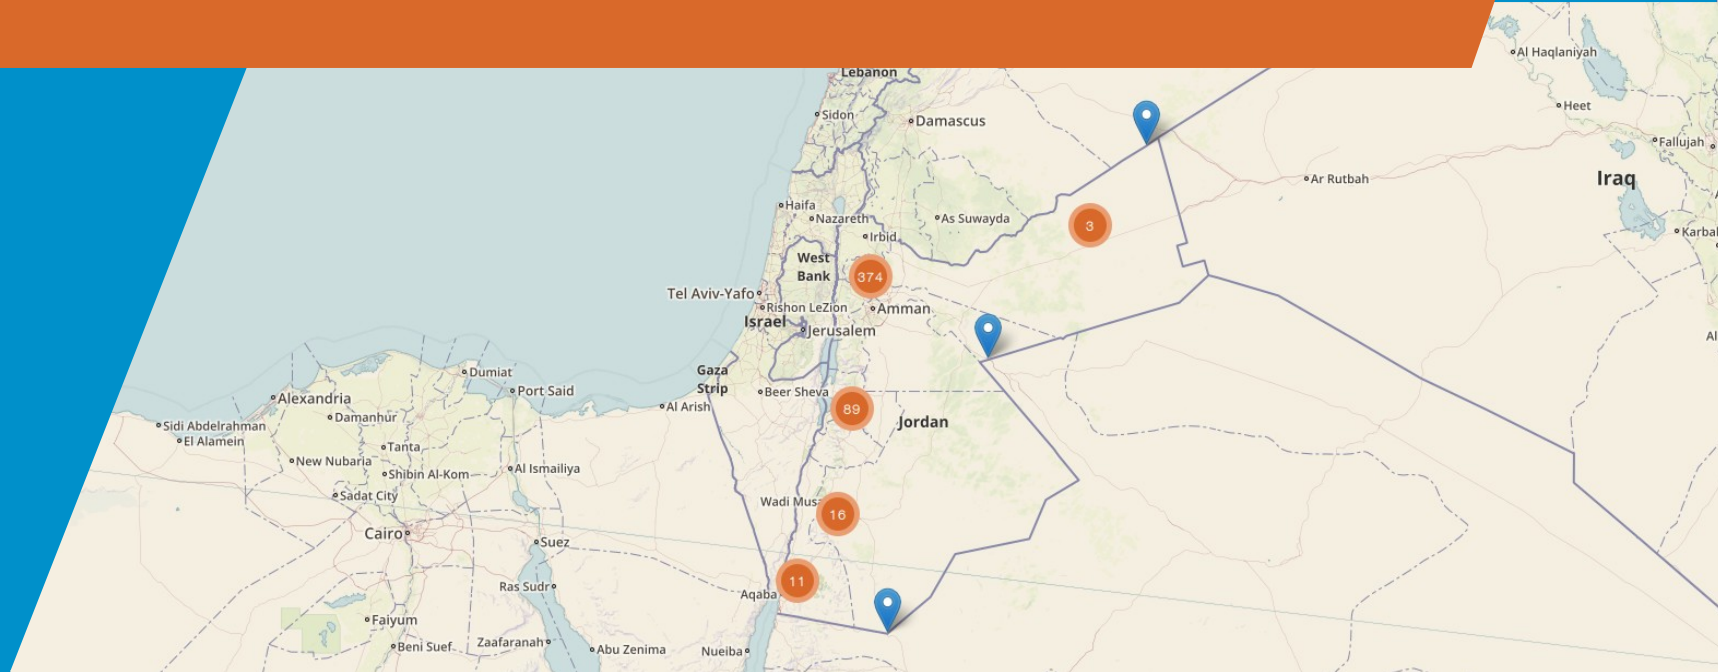 Lebanon
Al Haqlaniyah
Heet
Sidon
Damascus
Fallujah
Iraq
Ar Rutbah
Haifa
Nazareth
As Suwayda
3
Karbal
Irbid
West
Bank
374
Tel Aviv-Yafo
Rishon LeZion
Amman
Israel
Jerusalem
Al
Gaza
Strip
Dumiat
Port Said
Beer Sheva
Alexandria
Al Arish
89
Damanhur
Jordan
Sidi Abdelrahman
El Alamein
Tanta
New Nubaria
Al Ismailiya
Shibin Al-Kom
Sadat City
Wadi Musa
16
Cairo
Suez
11
Ras Sudr
Aqaba
Faiyum
Zaafaranah
Beni Suef
Abu Zenima
Nueiba